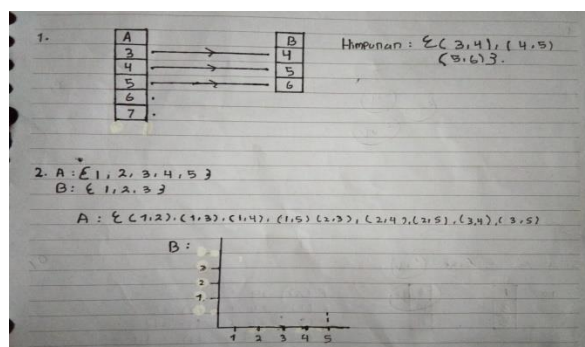 1.
A B
3 4
4 5
5 6
6 .
7 .
Himpunan : {( 3,4), ( 4,5)
(5,6)}.
2. A : {1, 2, 3, 4, 5 }
B : { 1, 2, 3 }
A : { (1,2), (1,3), (1,4), (1,5) (2,3), (2,4), (2,5), (3,4), (3,5)
B :
3
2
1
1 2 3 4 5